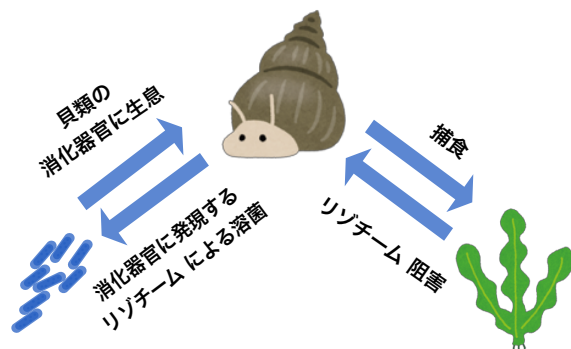 貝類の
消化器官に生息
捕食
消化器官に発現する
リゾチーム による溶菌
リゾチーム 阻害